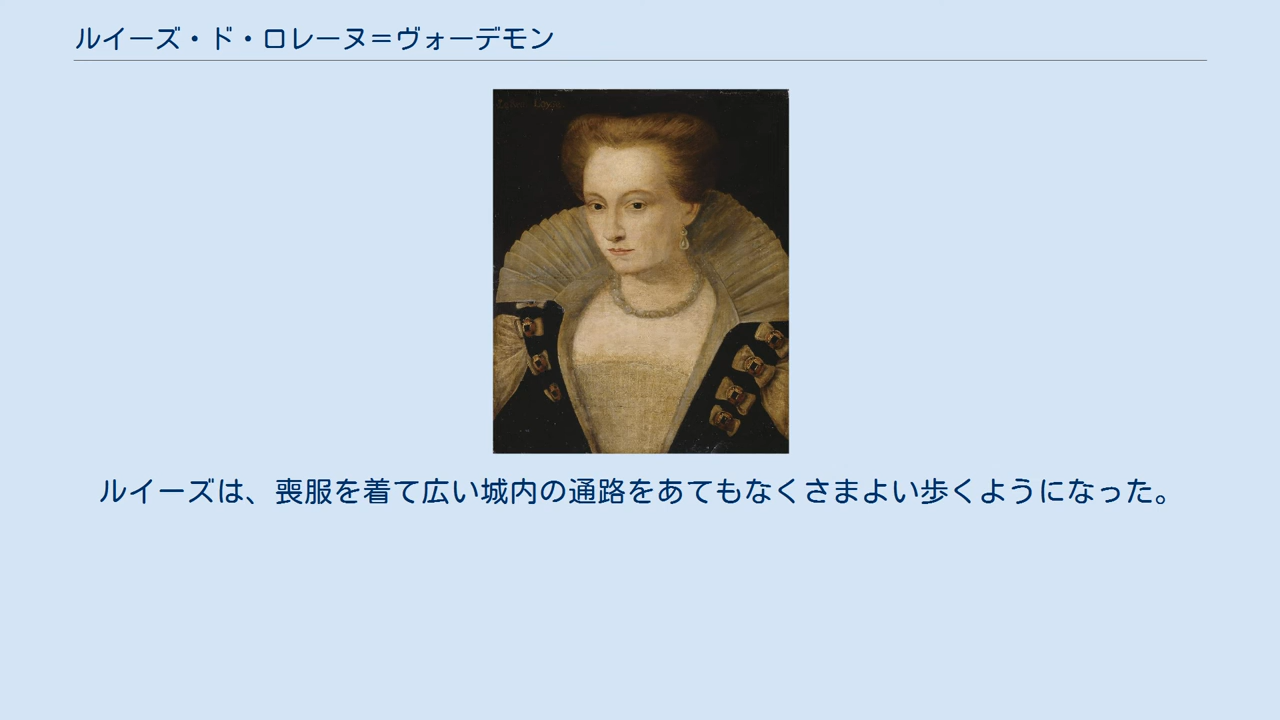 ルイーズ・ド・ロレーヌ＝ヴォーデモン
ルイーズは、喪服を着て広い城内の通路をあてもなくさまよい歩くようになった。